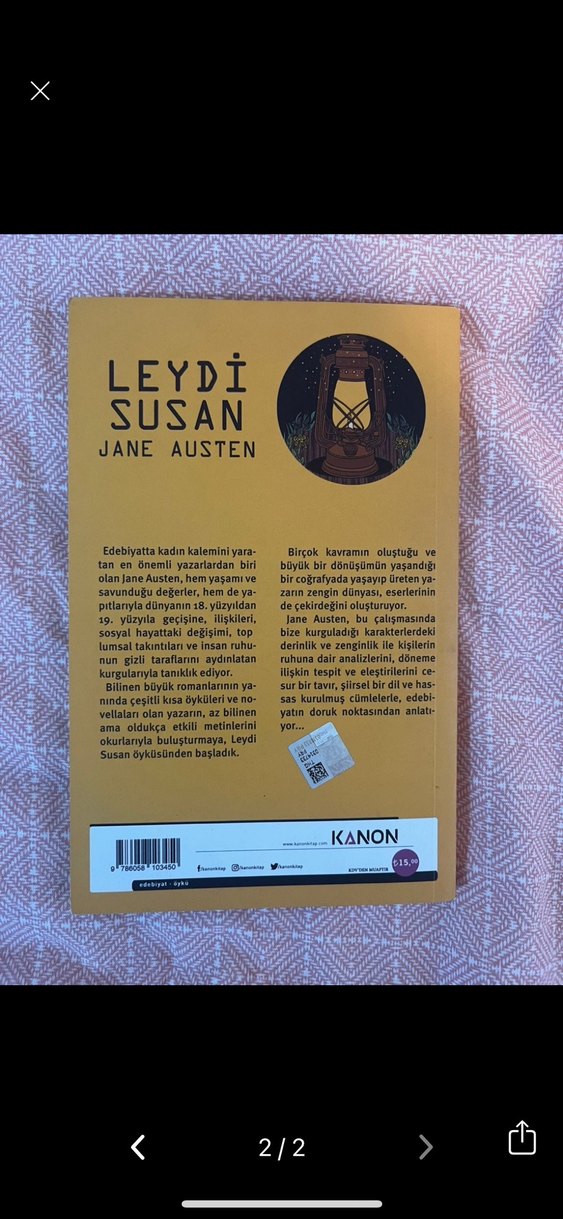 LEYDİ
SUSAN
JANE AUSTEN
Edebiyatta kadın kalemini yara-
tan en önemli yazarlardan biri
olan Jane Austen, hem yaşamı ve
savunduğu değerler, hem de ya-
pıtlarıyla dünyanın 18. yüzyıldan
19. yüzyıla geçişine, ilişkileri,
sosyal hayattaki değişimi, top
lumsal takıntıları ve insan ruhu-
nun gizli taraflarını aydınlatan
kurgularıyla tanıklık ediyor.
Bilinen büyük romanlarının ya-
nında çeşitli kısa öyküleri ve no-
vellaları olan yazarın, az bilinen
ama oldukça etkili metinlerini
okurlarıyla buluşturmaya, Leydi
Susan öyküsünden başladık.
Birçok kavramın oluştuğu ve
büyük bir dönüşümün yaşandığı
bir coğrafyada yaşayıp üreten ya-
zarın zengin dünyası, eserlerinin
de çekirdeğini oluşturuyor.
Jane Austen, bu çalışmasında
bize kurguladığı karakterlerdeki
derinlik ve zenginlik ile kişilerin
ruhuna dair analizlerini, döneme
ilişkin tespit ve eleştirilerini ce-
sur bir tavır, şiirsel bir dil ve has-
sas kurulmuş cümlelerle, edebi-
yatın doruk noktasından anlatı-
yor...
www.kanonkitap.com
KANON
9 786058 103450
/kanonkitap
/kanonkitap
/kanonkitap
KDV'DEN MUAFTIR
₺15,00
edebiyat - öykü
2 / 2